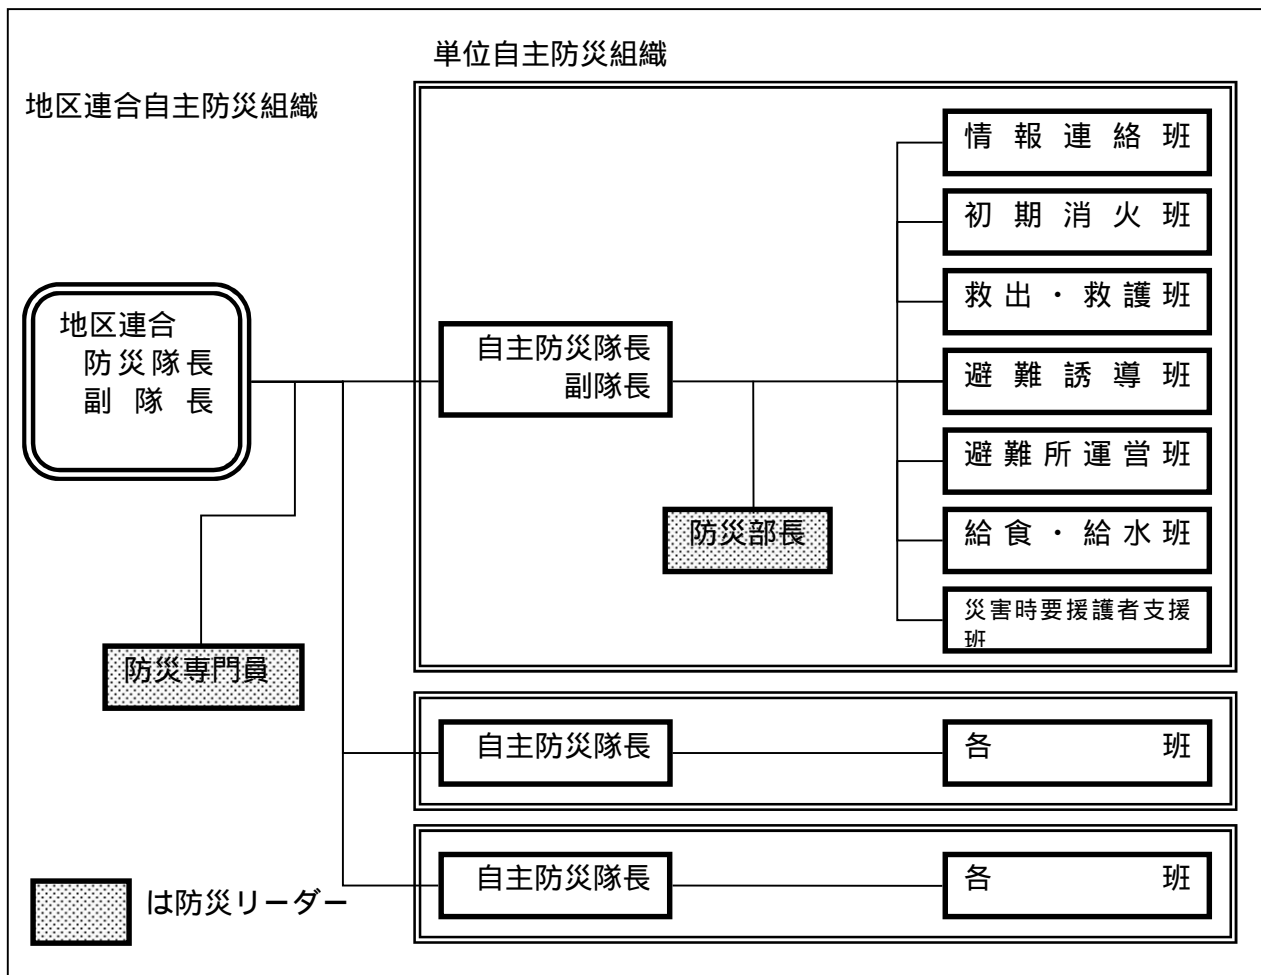 単位自主防災組織
地区連合自主防災組織
情報連絡班
初期消火班
救出・救護班
地区連合
防災隊長
副隊長
自主防災隊長
副隊長
避難誘導班
避難所運営班
防災部長
給食・給水班
災害時要援護者支援
班
防災専門員
自主防災隊長
各班
自主防災隊長
各班
は防災リーダー